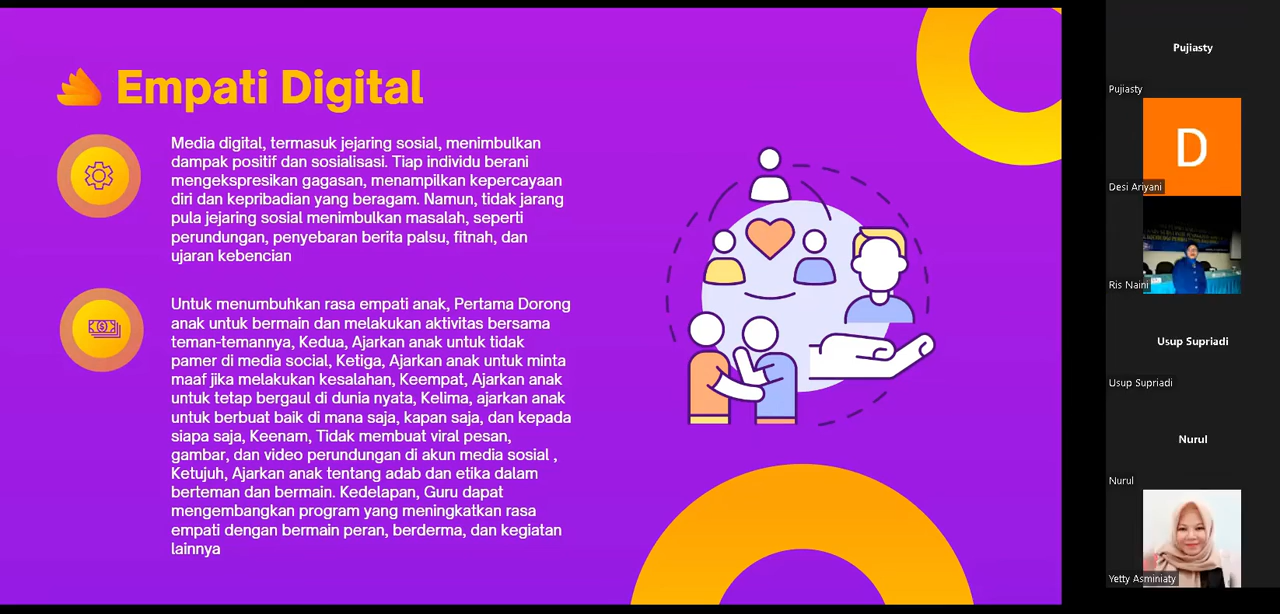 Empati Digital
Media digital, termasuk jejaring sosial, menimbulkan
dampak positif dan sosialisasi. Tiap individu berani
mengekspresikan gagasan, menampilkan kepercayaan
diri dan kepribadian yang beragam. Namun, tidak jarang
pula jejaring sosial menimbulkan masalah, seperti
perundungan, penyebaran berita palsu, fitnah, dan
ujaran kebencian
Untuk menumbuhkan rasa empati anak, Pertama Dorong
anak untuk bermain dan melakukan aktivitas bersama
teman-temannya, Kedua, Ajarkan anak untuk tidak
pamer di media social, Ketiga, Ajarkan anak untuk minta
maaf jika melakukan kesalahan, Keempat, Ajarkan anak
untuk tetap bergaul di dunia nyata, Kelima, ajarkan anak
untuk berbuat baik di mana saja, kapan saja, dan kepada
siapa saja, Keenam, Tidak membuat viral pesan,
gambar, dan video perundungan di akun media sosial ,
Ketujuh, Ajarkan anak tentang adab dan etika dalam
berteman dan bermain. Kedelapan, Guru dapat
mengembangkan program yang meningkatkan rasa
empati dengan bermain peran, berderma, dan kegiatan
lainnya
Pujiasty
Pujiasty
D
Desi Ariyani
Ris Naini
Usup Supriadi
Usup Supriadi
Nurul
Nurul
Yetty Asminiaty